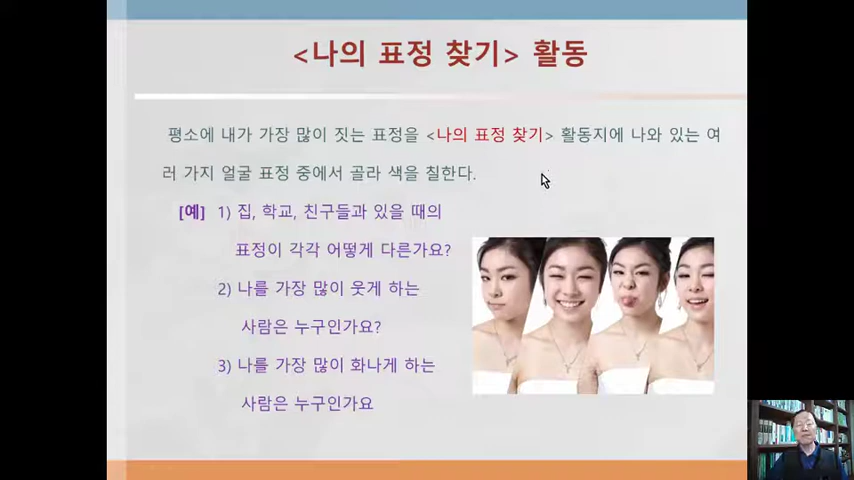 <나의 표정 찾기> 활동
평소에 내가 가장 많이 짓는 표정을 <나의 표정 찾기> 활동지에 나와 있는 여
러 가지 얼굴 표정 중에서 골라 색을 칠한다.
[예] 1) 집, 학교, 친구들과 있을 때의
표정이 각각 어떻게 다른가요?
2) 나를 가장 많이 웃게 하는
사람은 누구인가요?
3) 나를 가장 많이 화나게 하는
사람은 누구인가요